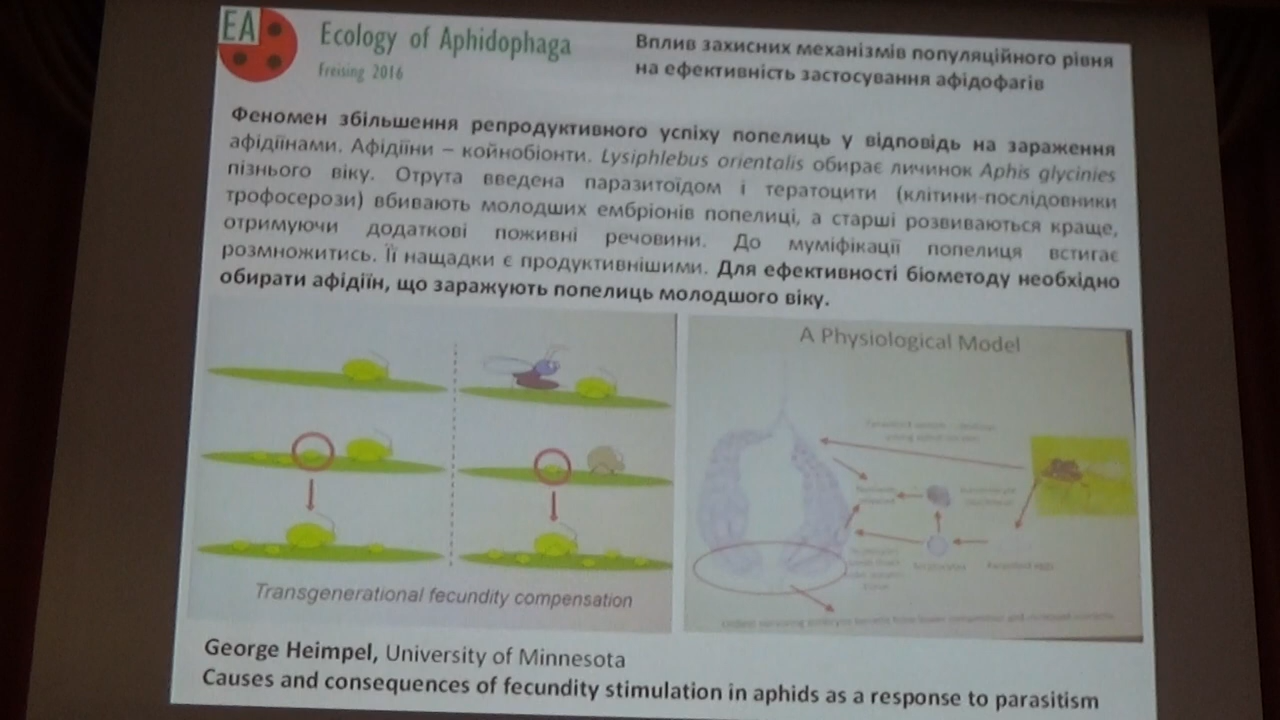 EA
Ecology of Aphidophaga
Freising 2016
Вплив захисних механізмів популяційного рівня
на ефективність застосування афідофагів
Феномен збільшення репродуктивного успіху попелиць у відповідь на зараження
афідіїнами. Афідіїни – койнобіонти. Lysiphlebus orientalis обирає личинок Aphis glycinies
пізнього віку. Отрута введена паразитоїдом і тератоцити (клітини-послідовники
трофосерози) вбивають молодших ембріонів попелиці, а старші розвиваються краще,
отримуючи додаткові поживні речовини. До муміфікації попелиця встигає
розмножитись. Її нащадки є продуктивнішими. Для ефективності біометоду необхідно
обирати афідіїн, що заражують попелиць молодшого віку.
Transgenerational fecundity compensation
A Physiological Model
George Heimpel, University of Minnesota
Causes and consequences of fecundity stimulation in aphids as a response to parasitism